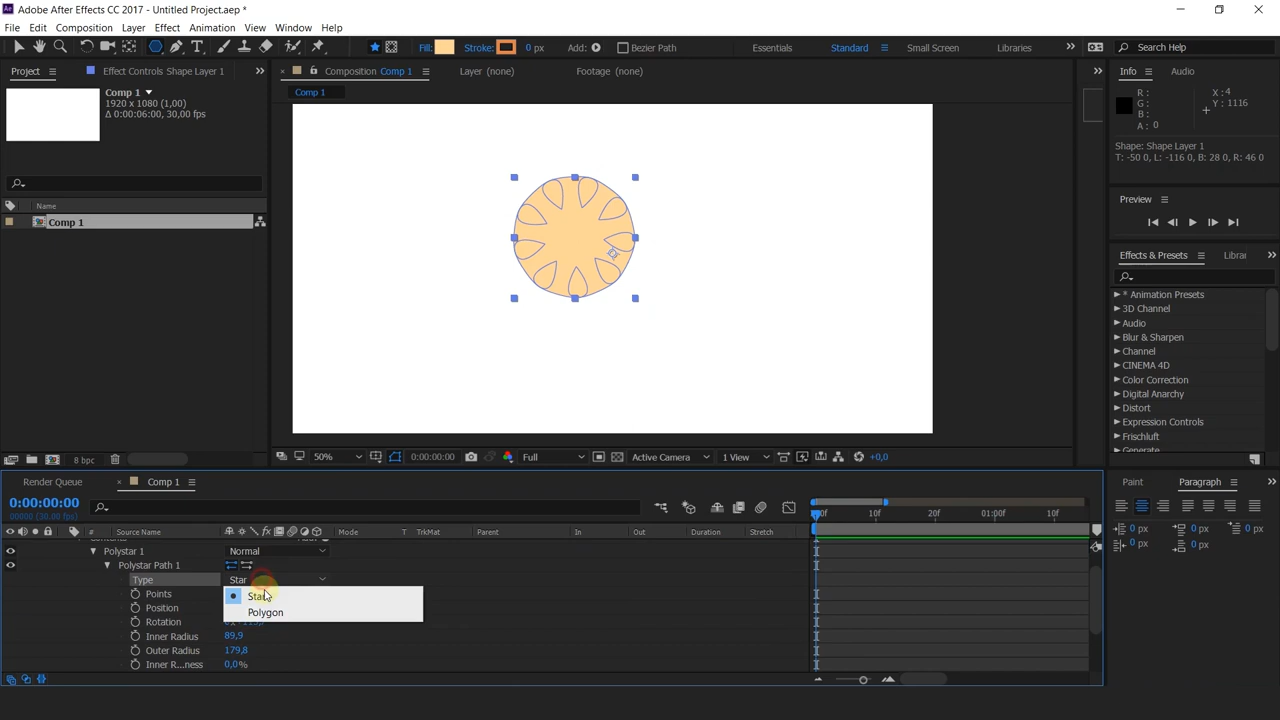 Adobe After Effects CC 2017 - Untitled Project.aep *
File Edit Composition Layer Effect Animation View Window Help
Fill: Stroke: 0 px Add: Bezier Path Essentials Standard Small Screen Libraries Search Help
Project Effect Controls Shape Layer 1 Composition Comp 1 Layer (none) Footage (none) Info Audio
Comp 1
1920 x 1080 (1,00)
Δ 0:00:06:00, 30,00 fps
Comp 1
R:
G:
B:
A: 0
X: 4
Y: 1116
Shape: Shape Layer 1
T: -50 0, L: -116 0, B: 28 0, R: 46 0
Preview
Name
Comp 1
Effects & Presets Librai
* Animation Presets
3D Channel
Audio
Blur & Sharpen
Channel
CINEMA 4D
Color Correction
Digital Anarchy
Distort
Expression Controls
Frischluft
Generate
8 bpc 50% 0:00:00:00 Full Active Camera 1 View +0,0
Render Queue Comp 1 Paint Paragraph
0:00:00:00
00000 (30.00 fps)
10f 20f 01:00f 10f
# Source Name Mode T TrkMat Parent In Out Duration Stretch
0 px 0 px 0 px
0 px 0 px
Polystar 1 Normal
Polystar Path 1
Type Star
Points Star
Position Polygon
Rotation
Inner Radius 89,9
Outer Radius 179,8
Inner R...ness 0,0%